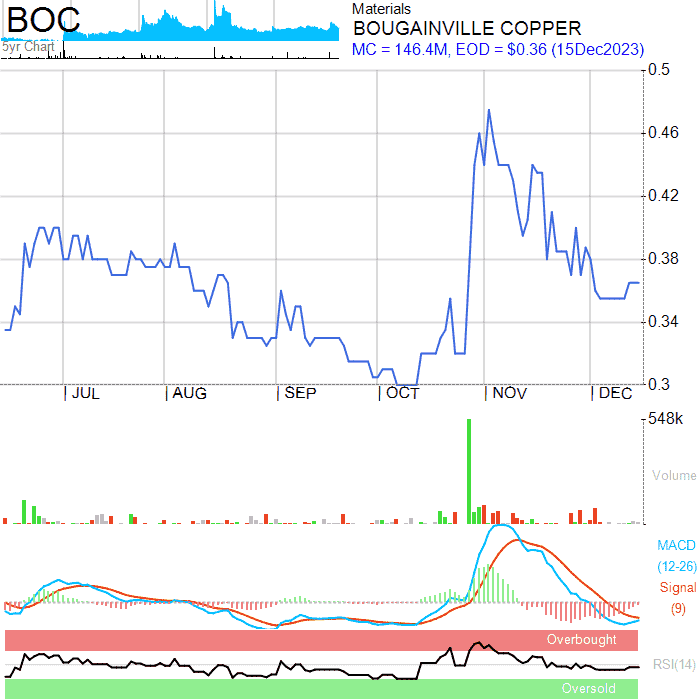 BOC
5yr Chart
Materials
BOUGAINVILLE COPPER
MC = 146.4M, EOD = $0.36 (15Dec2023)
0.5
0.46
0.42
0.38
0.34
0.3
JUL AUG SEP OCT NOV DEC
548k
Volume
MACD
(12-26)
Signal
(9)
Overbought
RSI(14)
Oversold